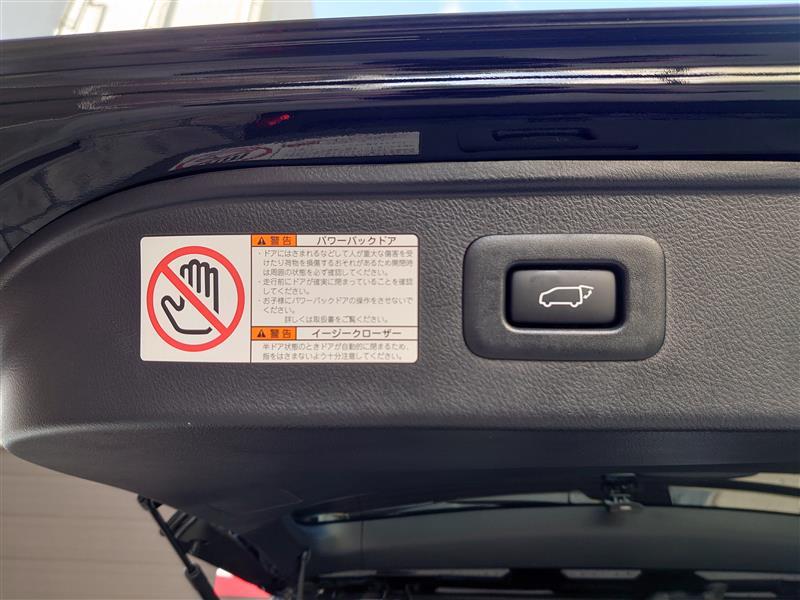 警告 パワーバックドア
・ドアにはさまれるなどして人が重大な傷害を受
けたり荷物を損傷するおそれがあるため開閉時
は周囲の状態を必ず確認してください。
・走行前にドアが確実に閉まっていることを確認
してください。
・お子様にパワーバックドアの操作をさせないで
ください。
詳しくは取扱書をご覧ください。
警告 イージークローザー
半ドア状態のときドアが自動的に閉まるため、
指をはさまないよう十分注意してください。